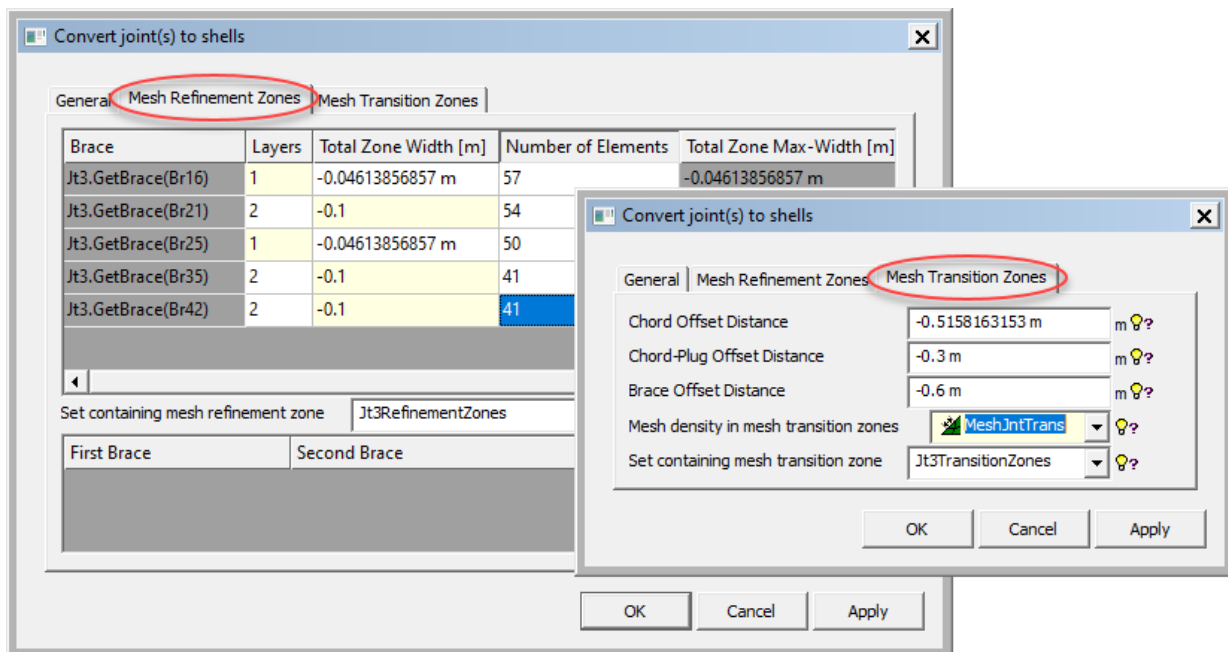 Convert joint(s) to shells
General Mesh Refinement Zones Mesh Transition Zones
Brace Layers Total Zone Width [m] Number of Elements Total Zone Max-Width [m]
Jt3.GetBrace(Br16) 1 -0.04613856857 m 57 -0.04613856857 m
Jt3.GetBrace(Br21) 2 -0.1 54
Jt3.GetBrace(Br25) 1 -0.04613856857 m 50
Jt3.GetBrace(Br35) 2 -0.1 41
Jt3.GetBrace(Br42) 2 -0.1 41
Set containing mesh refinement zone Jt3RefinementZones
First Brace Second Brace
OK Cancel Apply
Convert joint(s) to shells
General Mesh Refinement Zones Mesh Transition Zones
Chord Offset Distance -0.5158163153 m m ?
Chord-Plug Offset Distance -0.3 m m ?
Brace Offset Distance -0.6 m m ?
Mesh density in mesh transition zones MeshJntTrans ?
Set containing mesh transition zone Jt3TransitionZones ?
OK Cancel Apply